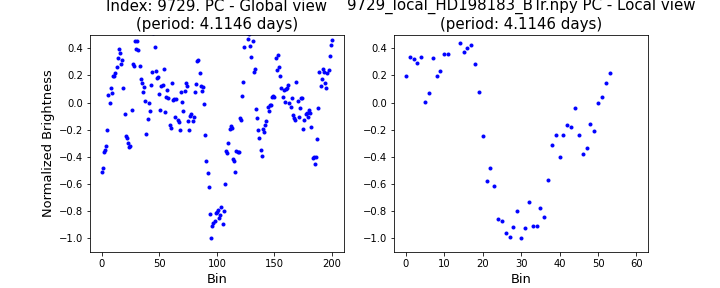 Index: 9729. PC - Global view
(period: 4.1146 days)
9729_local_HD198183_BTr.npy PC - Local view
(period: 4.1146 days)
Normalized Brightness
0.4
0.2
0.0
−0.2
−0.4
−0.6
−0.8
−1.0
0 50 100 150 200
Bin
0.4
0.2
0.0
−0.2
−0.4
−0.6
−0.8
−1.0
0 10 20 30 40 50 60
Bin